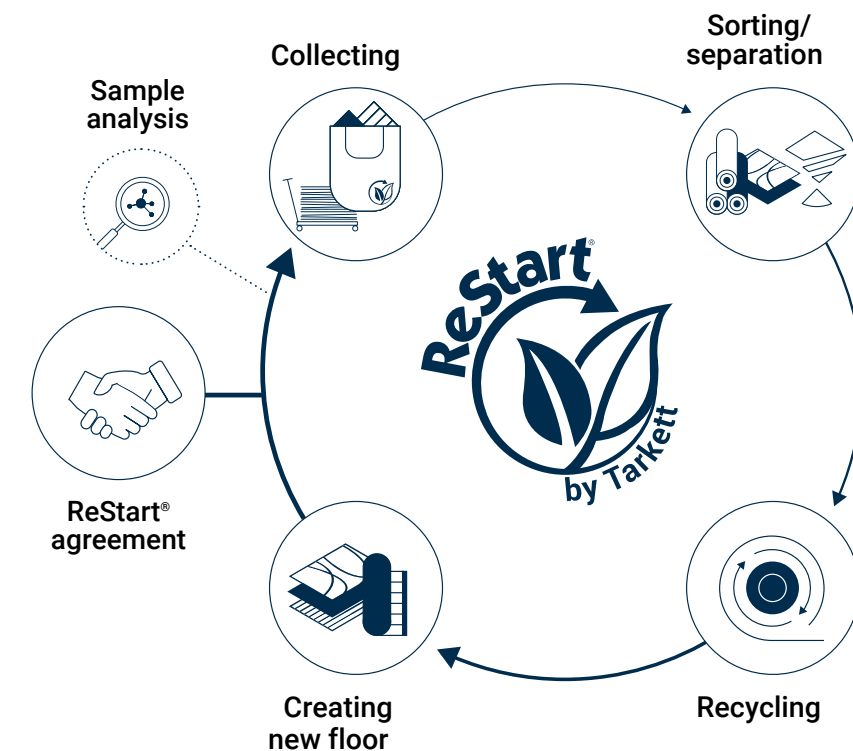 Sorting/
separation
Collecting
Sample
analysis
ReStart®
by Tarkett
ReStart®
agreement
Creating
new floor
Recycling